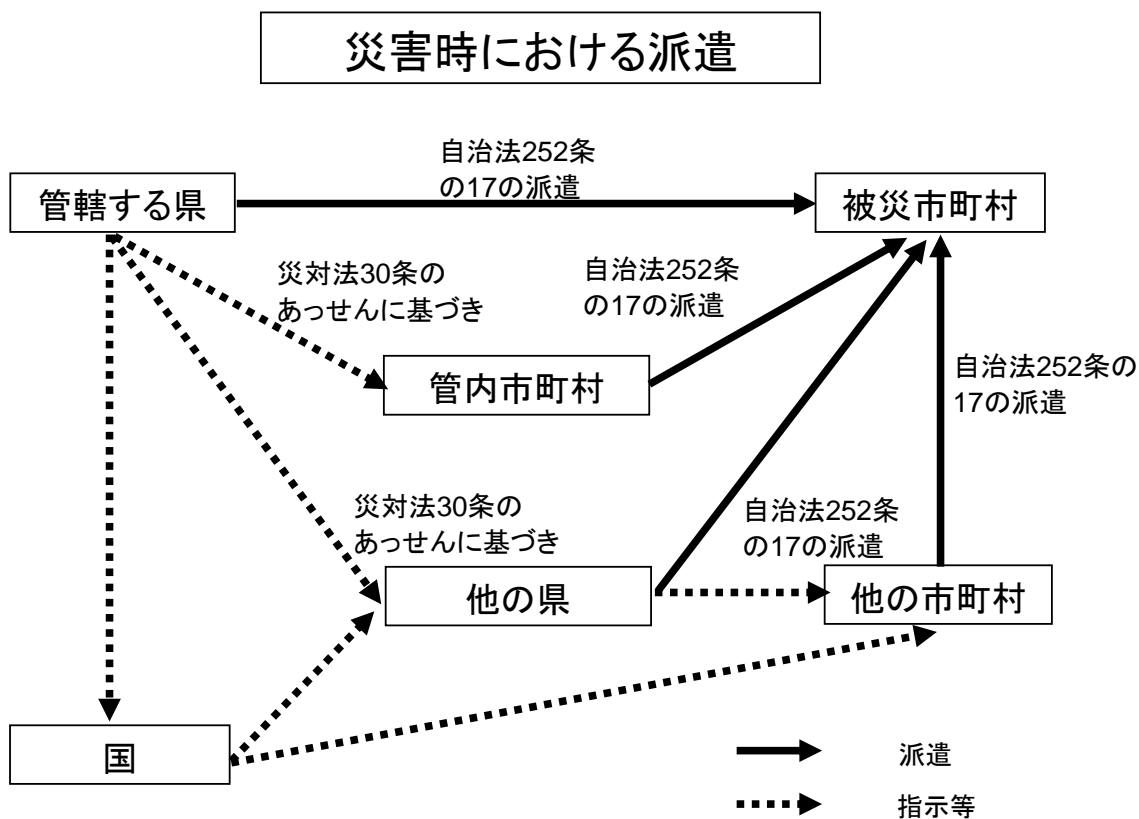 災害時における派遣
自治法252条
の17の派遣
管轄する県
被災市町村
災対法30条の
あっせんに基づき
自治法252条
の17の派遣
管内市町村
自治法252条の
17の派遣
災対法30条の
あっせんに基づき
自治法252条
の17の派遣
他の県
他の市町村
国
派遣
指示等